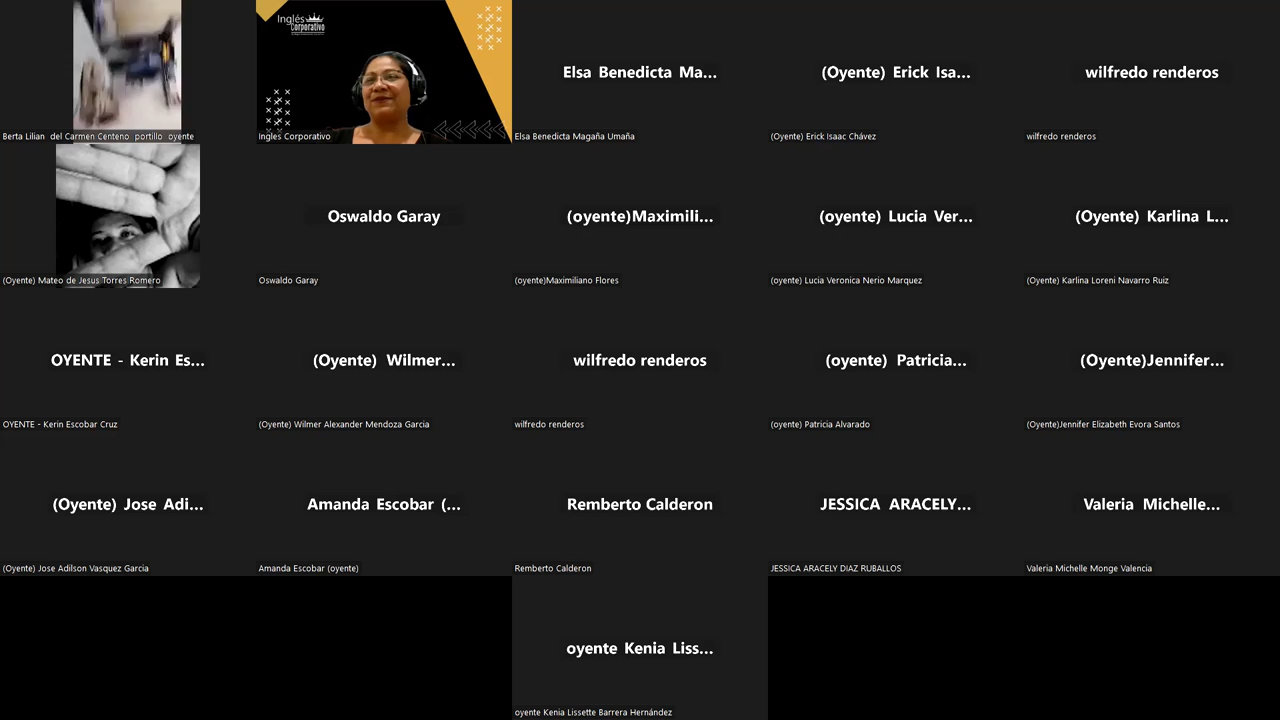 Inglés
Corporativo
Elsa Benedicta Ma...
(Oyente) Erick Isa...
wilfredo renderos
Berta Lilian del Carmen Centeno portillo oyente
Inglés Corporativo
Elsa Benedicta Magaña Umaña
(Oyente) Erick Isaac Chávez
wilfredo renderos
Oswaldo Garay
(oyente)Maximili...
(oyente) Lucia Ver...
(Oyente) Karlina L...
(Oyente) Mateo de Jesus Torres Romero
Oswaldo Garay
(oyente)Maximiliano Flores
(oyente) Lucia Veronica Nerio Marquez
(Oyente) Karlina Loreni Navarro Ruiz
OYENTE - Kerin Es...
(Oyente) Wilmer...
wilfredo renderos
(oyente) Patricia...
(Oyente)Jennifer...
OYENTE - Kerin Escobar Cruz
(Oyente) Wilmer Alexander Mendoza Garcia
wilfredo renderos
(oyente) Patricia Alvarado
(Oyente)Jennifer Elizabeth Evora Santos
(Oyente) Jose Adi...
Amanda Escobar (...
Remberto Calderon
JESSICA ARACELY...
Valeria Michelle...
(Oyente) Jose Adilson Vasquez Garcia
Amanda Escobar (oyente)
Remberto Calderon
JESSICA ARACELY DIAZ RUBALLOS
Valeria Michelle Monge Valencia
oyente Kenia Liss...
oyente Kenia Lissette Barrera Hernández